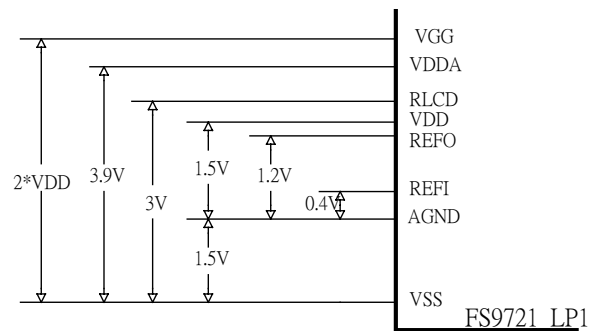 VGG
VDDA
RLCD
VDD
REFO
1.5V
2*VDD
3.9V
3V
1.2V
0.4V
REFI
AGND
1.5V
VSS
FS9721_LP1